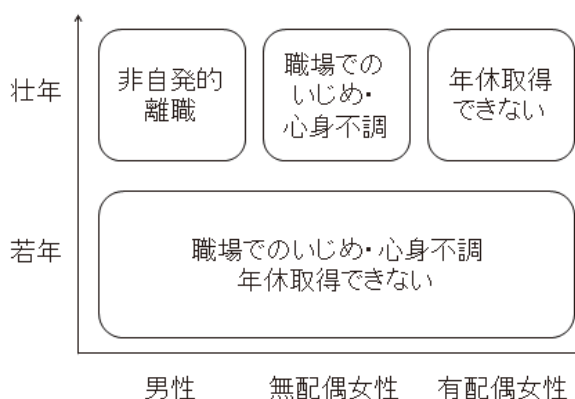 壮年
非自発的
離職
職場での
いじめ・
心身不調
年休取得
できない
若年
職場でのいじめ・心身不調
年休取得できない
男性
無配偶女性
有配偶女性